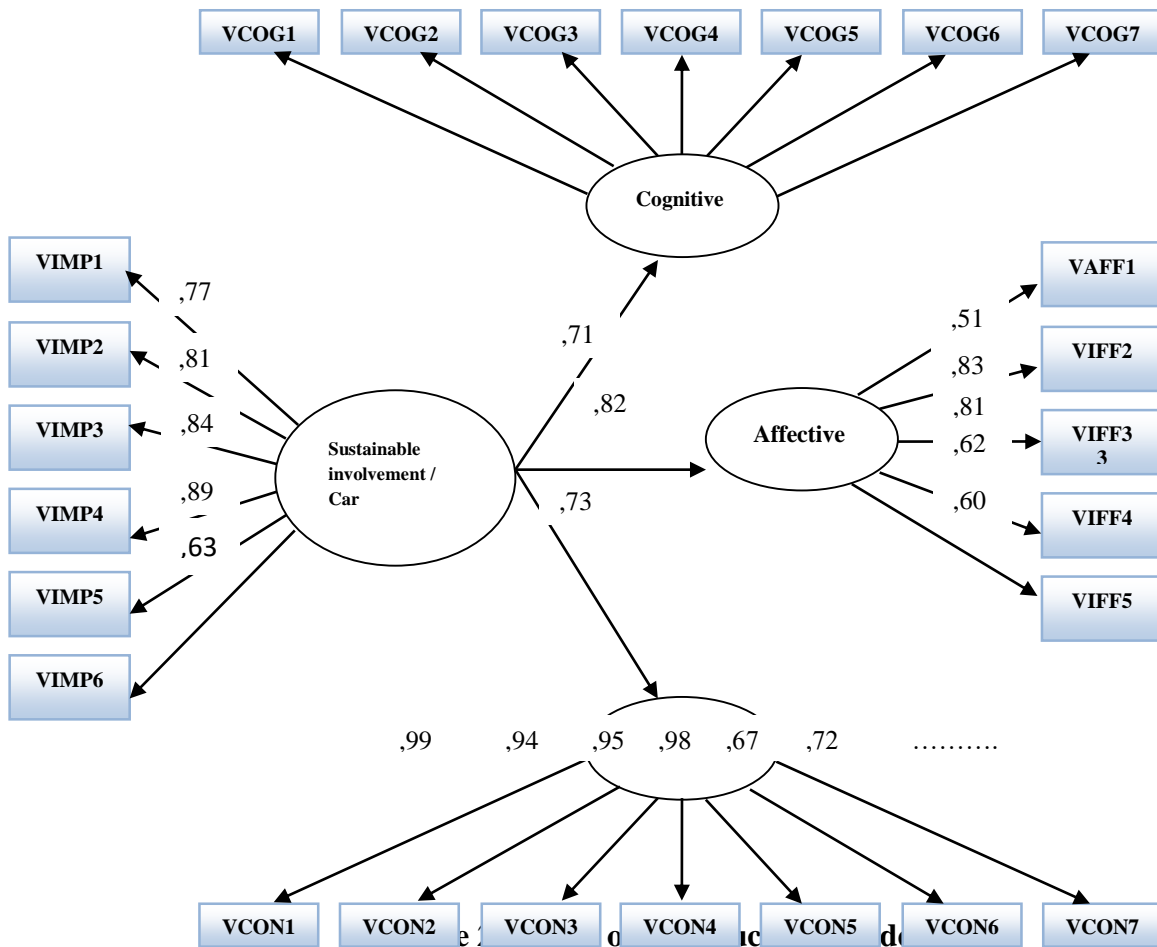 VCOG1 VCOG2 VCOG3 VCOG4 VCOG5 VCOG6 VCOG7
Cognitive
VIMP1
VIMP2
VIMP3
VIMP4
VIMP5
VIMP6
,77
,81
,84
,89
,63
Sustainable
involvement /
Car
,71
,82
,73
Affective
,51
,83
,81
,62
,60
VAFF1
VIFF2
VIFF3
3
VIFF4
VIFF5
,99 ,94 ,95 ,98 ,67 ,72 ……….
VCON1 VCON2 VCON3 VCON4 VCON5 VCON6 VCON7